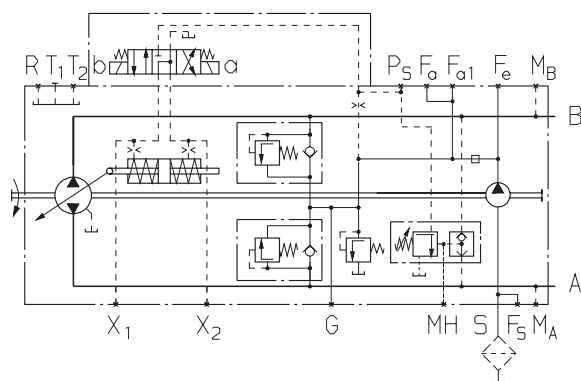 b a
R T1 T2 PS Fa Fa1 Fe MB
B
A
X1 X2 G MH S FS MA